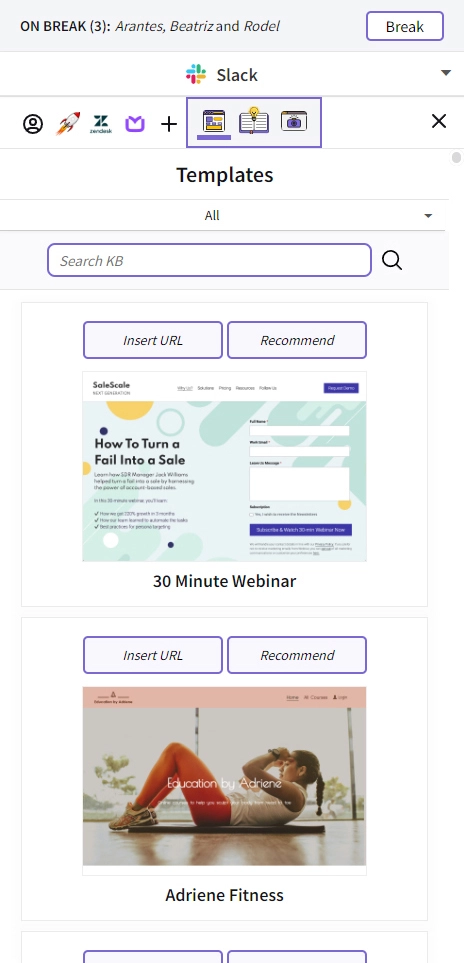 ON BREAK (3): Arantes, Beatriz and Rodel
Break
Slack
zendesk
Templates
All
Search KB
Insert URL
Recommend
SaleScale
NEXT GENERATION
Why Us?
Solutions
Pricing
Resources
Follow Us
Request Demo
How To Turn a
Fail Into a Sale
Learn how SDR Manager Jack Williams
helped turn a fail into a sale by harnessing
the power of account-based sales.
In this 30-minute webinar you'll learn:
✓ How we got 220% growth in 3 months
✓ How our team learned to automate the tasks
✓ Best practices for persona targeting
Full Name *
Work Email *
Leave Us Message *
Subscription
Yes, I wish to receive the Newsletters
Subscribe & Watch 30-min Webinar Now
30 Minute Webinar
Insert URL
Recommend
Education by Adriene
Home
All Courses
Login
Education by Adriene
Adriene Fitness